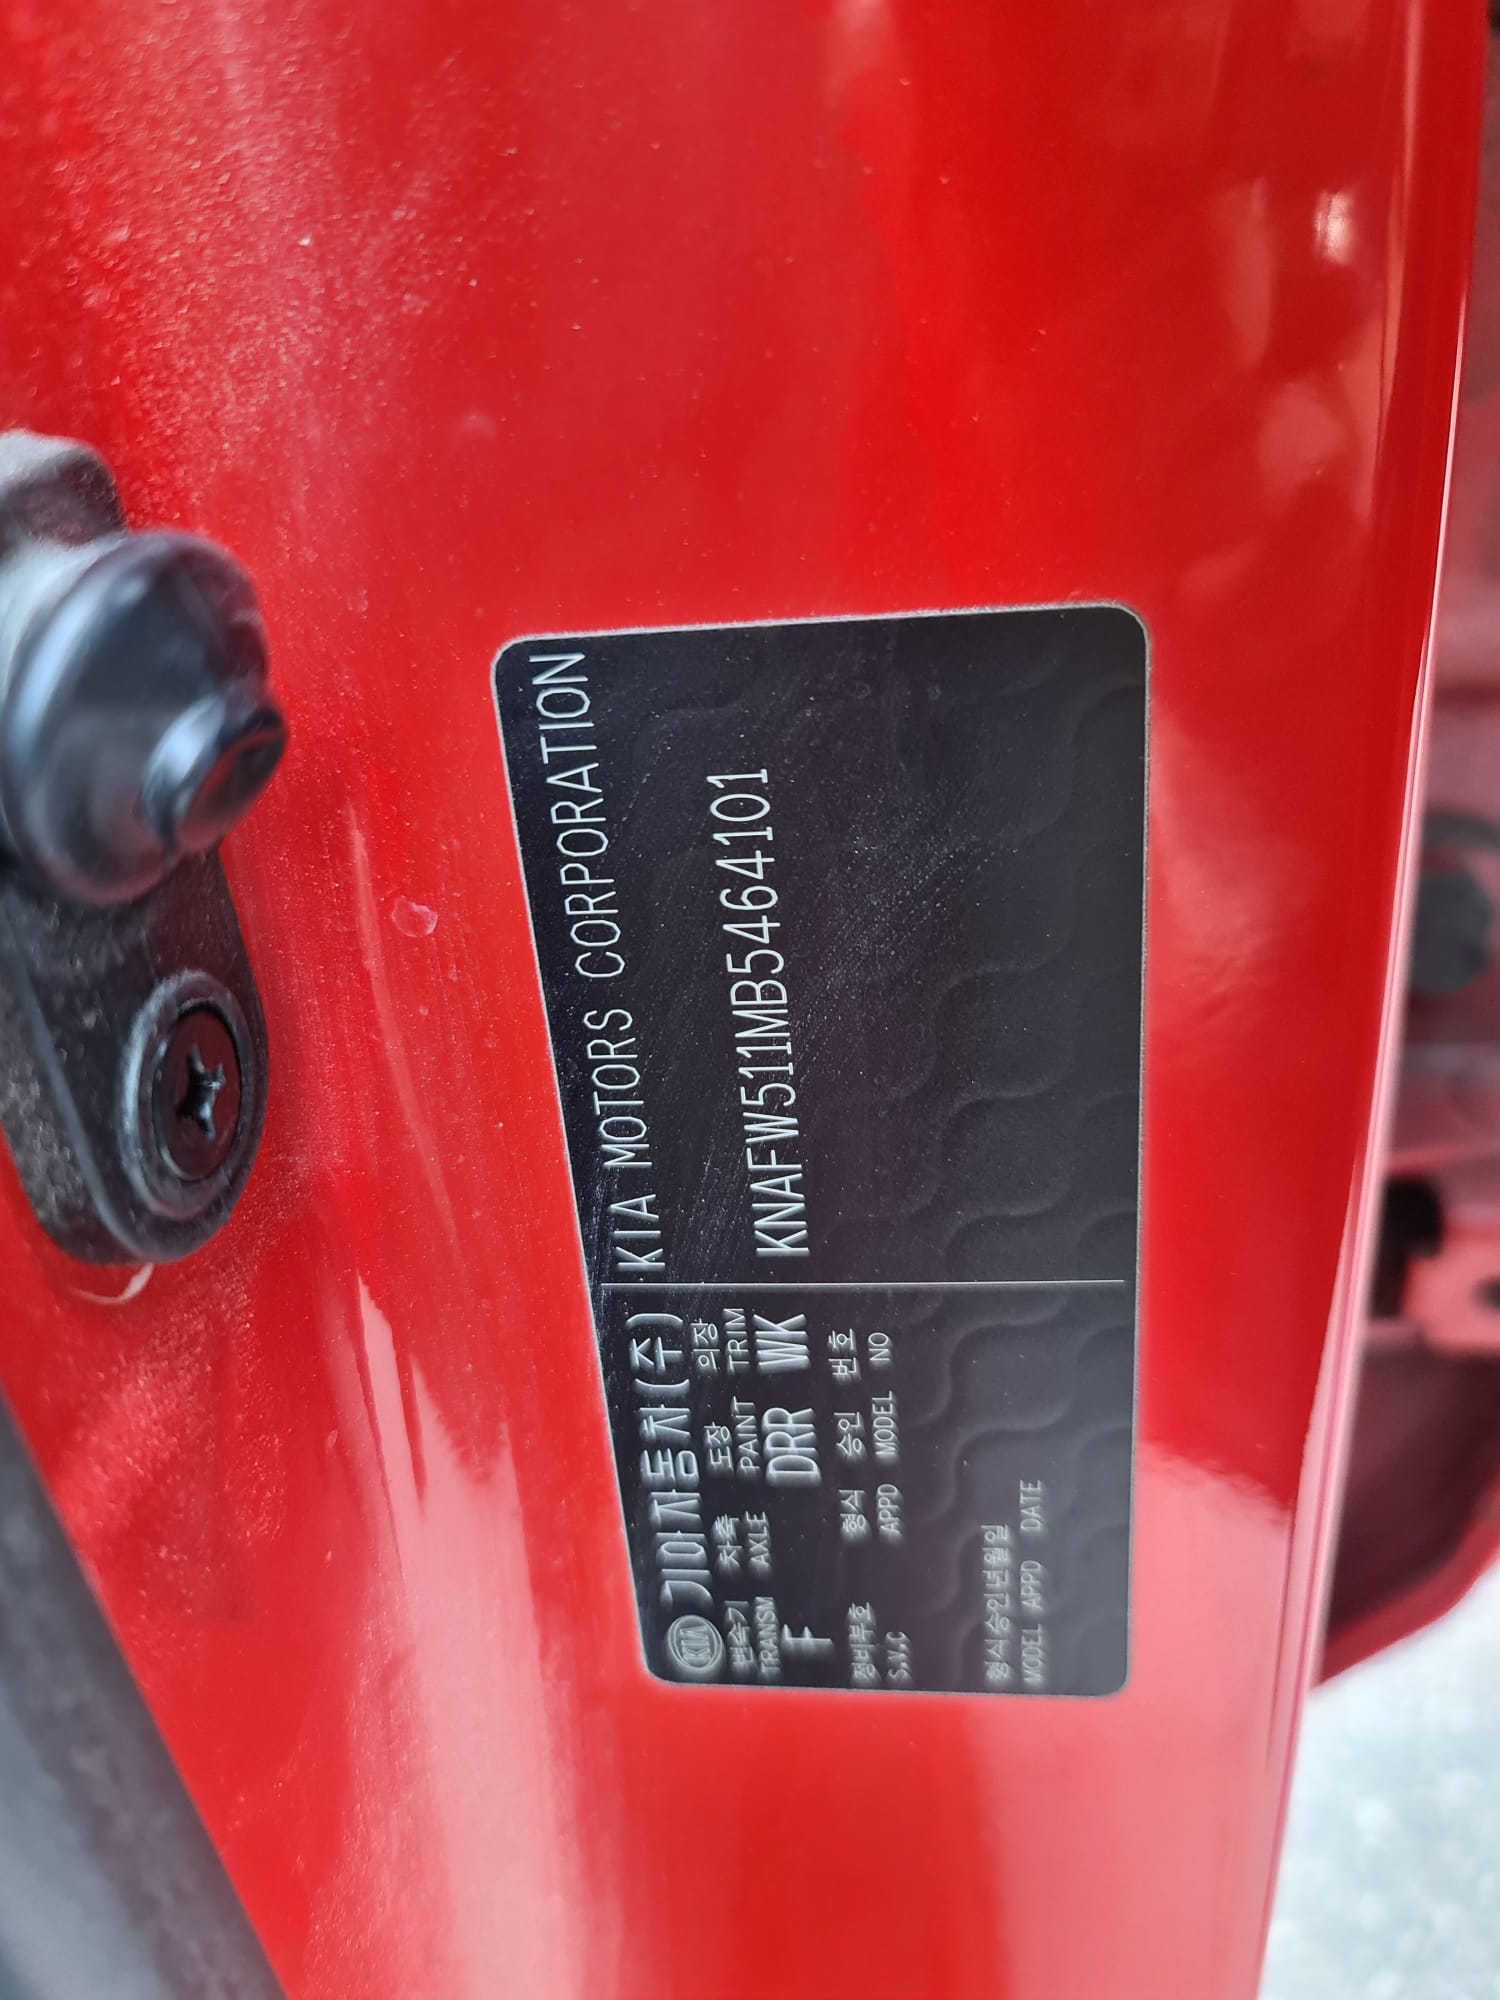 KIA 기아자동차(주) KIA MOTORS CORPORATION
변속기 차축 도장 의장
TRANSM AXLE PAINT TRIM
F DRR WK KNAFW511MB5464101
경비부호 형식 승인 번호
S.V.C APPD MODEL NO
형식승인년월일
MODEL APPD DATE